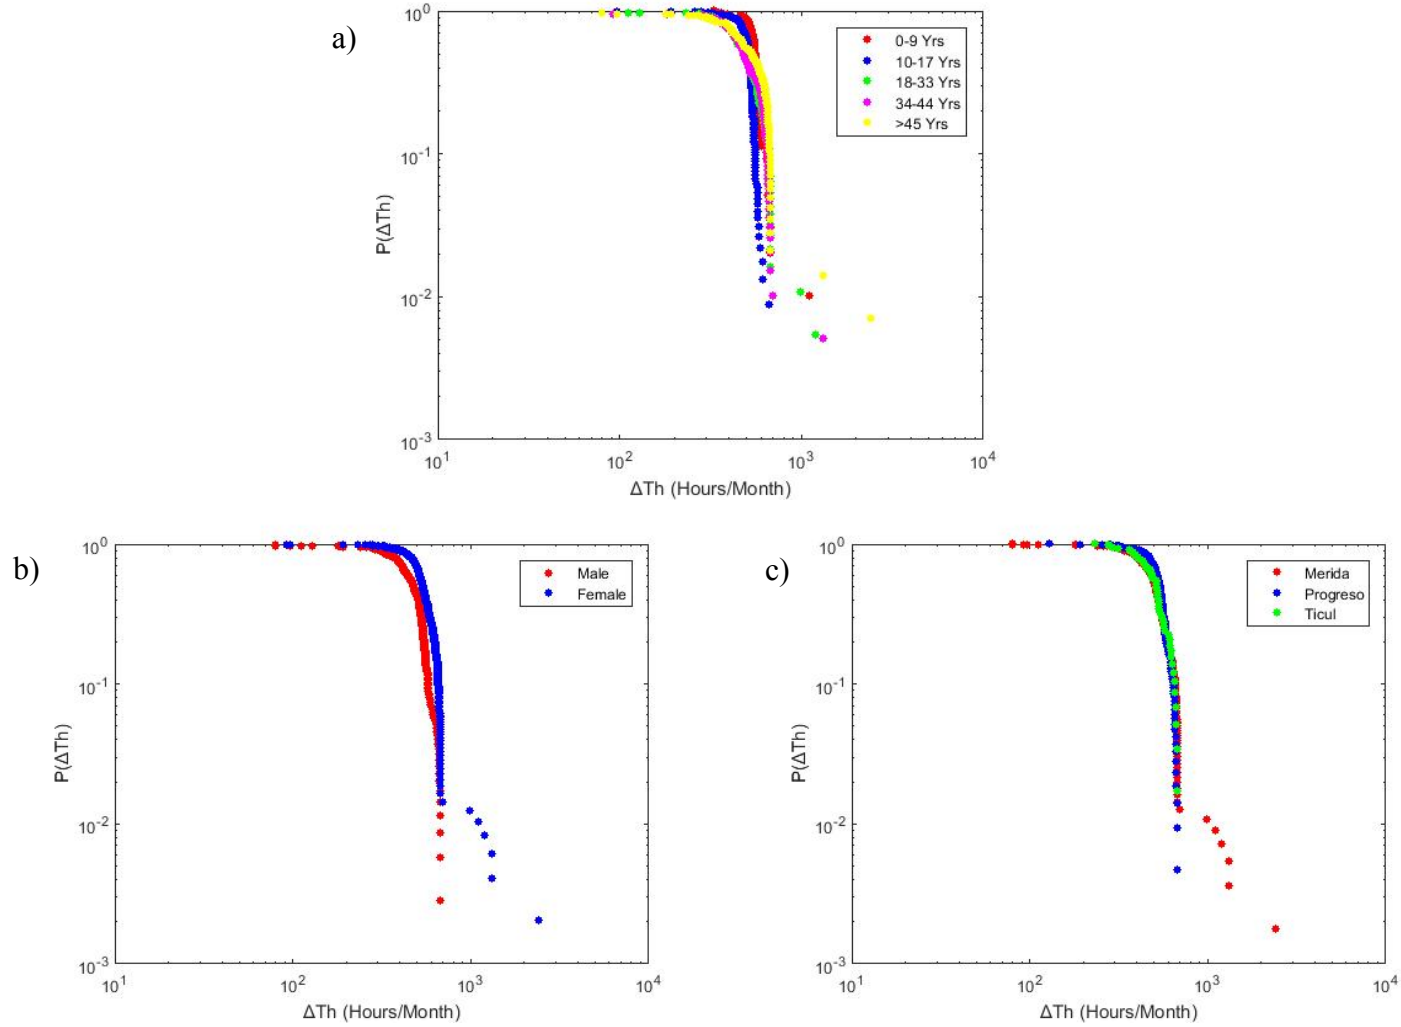 a)
10^0
10^-1
10^-2
10^-3
P(ΔTh)
10^1 10^2 10^3 10^4
ΔTh (Hours/Month)
0-9 Yrs
10-17 Yrs
18-33 Yrs
34-44 Yrs
>45 Yrs
b)
10^0
10^-1
10^-2
10^-3
P(ΔTh)
10^1 10^2 10^3 10^4
ΔTh (Hours/Month)
Male
Female
c)
10^0
10^-1
10^-2
10^-3
P(ΔTh)
10^1 10^2 10^3 10^4
ΔTh (Hours/Month)
Merida
Progreso
Ticul